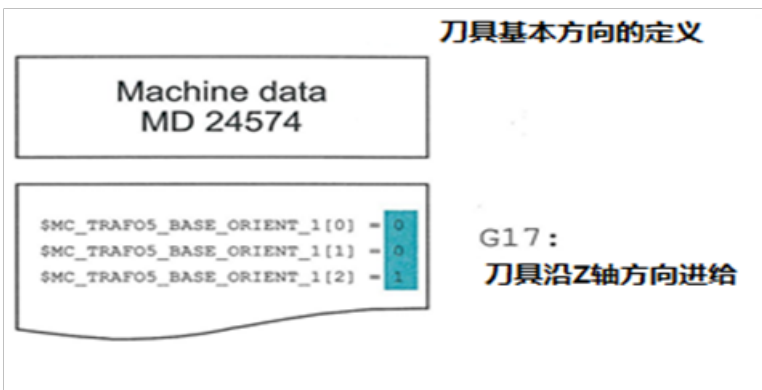 刀具基本方向的定义
Machine data
MD 24574
$MC_TRAFO5_BASE_ORIENT_1[0] = 0
$MC_TRAFO5_BASE_ORIENT_1[1] = 0
$MC_TRAFO5_BASE_ORIENT_1[2] = 1
G17:
刀具沿Z轴方向进给